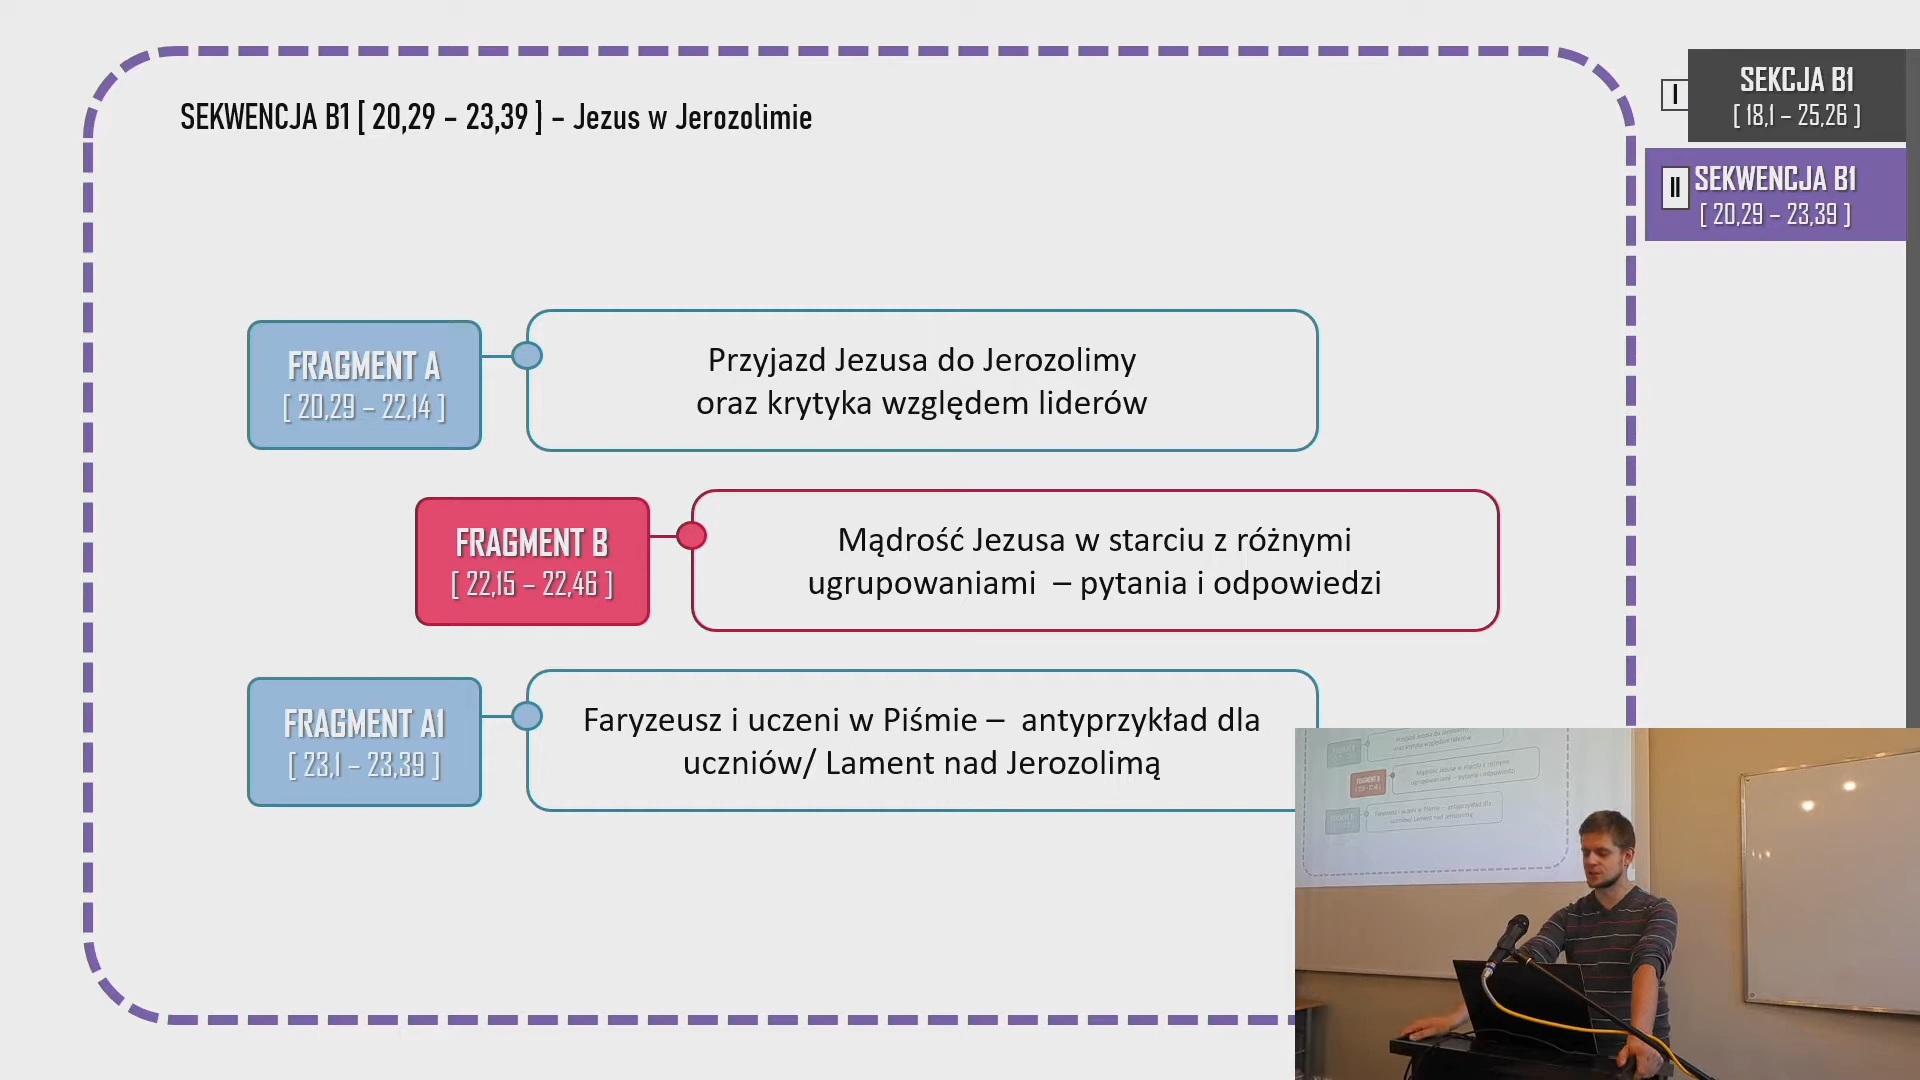 SEKWENCJA B1 [ 20,29 – 23,39 ] – Jezus w Jerozolimie
I
SEKCJA B1
[ 18,1 – 25,26 ]
II
SEKWENCJA B1
[ 20,29 – 23,39 ]
FRAGMENT A
[ 20,29 – 22,14 ]
Przyjazd Jezusa do Jerozolimy
oraz krytyka względem liderów
FRAGMENT B
[ 22,15 – 22,46 ]
Mądrość Jezusa w starciu z różnymi
ugrupowaniami – pytania i odpowiedzi
FRAGMENT A1
[ 23,1 – 23,39 ]
Faryzeusz i uczeni w Piśmie – antyprzykład dla
uczniów/ Lament nad Jerozolimą